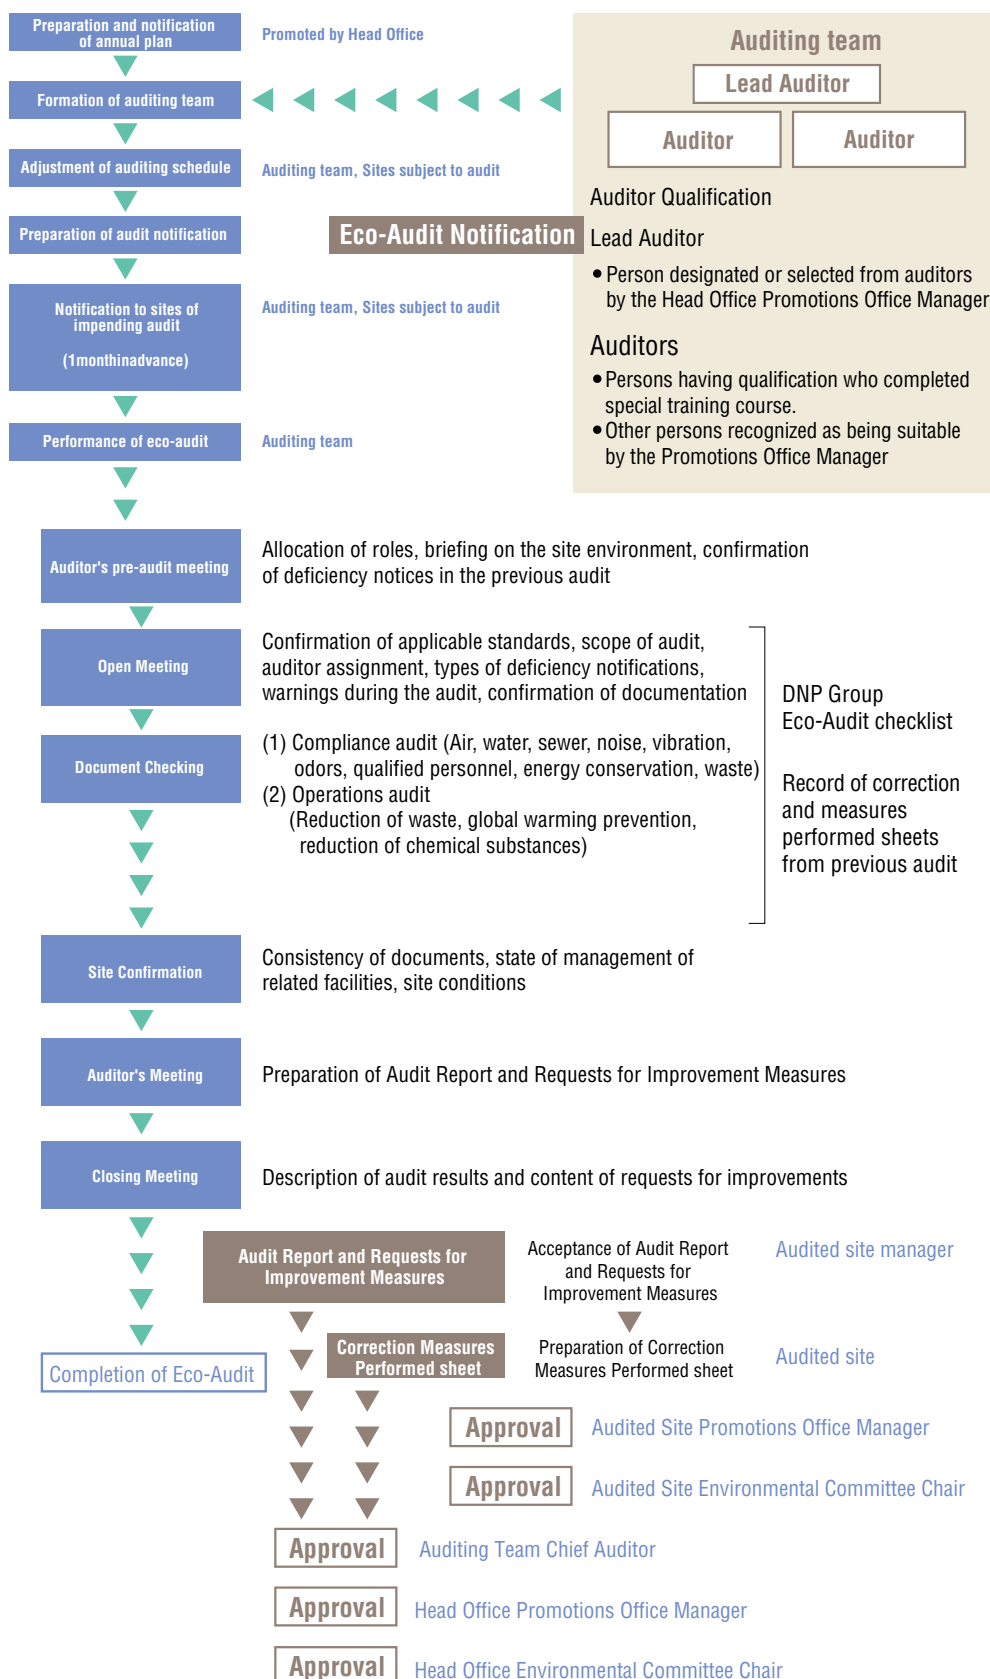 Preparation and notification
of annual plan
Promoted by Head Office
Formation of auditing team
Adjustment of auditing schedule
Auditing team, Sites subject to audit
Preparation of audit notification
Eco-Audit Notification
Notification to sites of
impending audit
(1monthinadvance)
Auditing team, Sites subject to audit
Performance of eco-audit
Auditing team
Auditing team
Lead Auditor
Auditor
Auditor
Auditor Qualification
Lead Auditor
• Person designated or selected from auditors
by the Head Office Promotions Office Manager
Auditors
• Persons having qualification who completed
special training course.
• Other persons recognized as being suitable
by the Promotions Office Manager
Auditor's pre-audit meeting
Allocation of roles, briefing on the site environment, confirmation
of deficiency notices in the previous audit
Open Meeting
Confirmation of applicable standards, scope of audit,
auditor assignment, types of deficiency notifications,
warnings during the audit, confirmation of documentation
Document Checking
(1) Compliance audit (Air, water, sewer, noise, vibration,
odors, qualified personnel, energy conservation, waste)
(2) Operations audit
(Reduction of waste, global warming prevention,
reduction of chemical substances)
DNP Group
Eco-Audit checklist
Record of correction
and measures
performed sheets
from previous audit
Site Confirmation
Consistency of documents, state of management of
related facilities, site conditions
Auditor's Meeting
Preparation of Audit Report and Requests for Improvement Measures
Closing Meeting
Description of audit results and content of requests for improvements
Audit Report and Requests for
Improvement Measures
Acceptance of Audit Report
and Requests for
Improvement Measures
Audited site manager
Correction Measures
Performed sheet
Preparation of Correction
Measures Performed sheet
Audited site
Completion of Eco-Audit
Approval
Audited Site Promotions Office Manager
Approval
Audited Site Environmental Committee Chair
Approval
Auditing Team Chief Auditor
Approval
Head Office Promotions Office Manager
Approval
Head Office Environmental Committee Chair